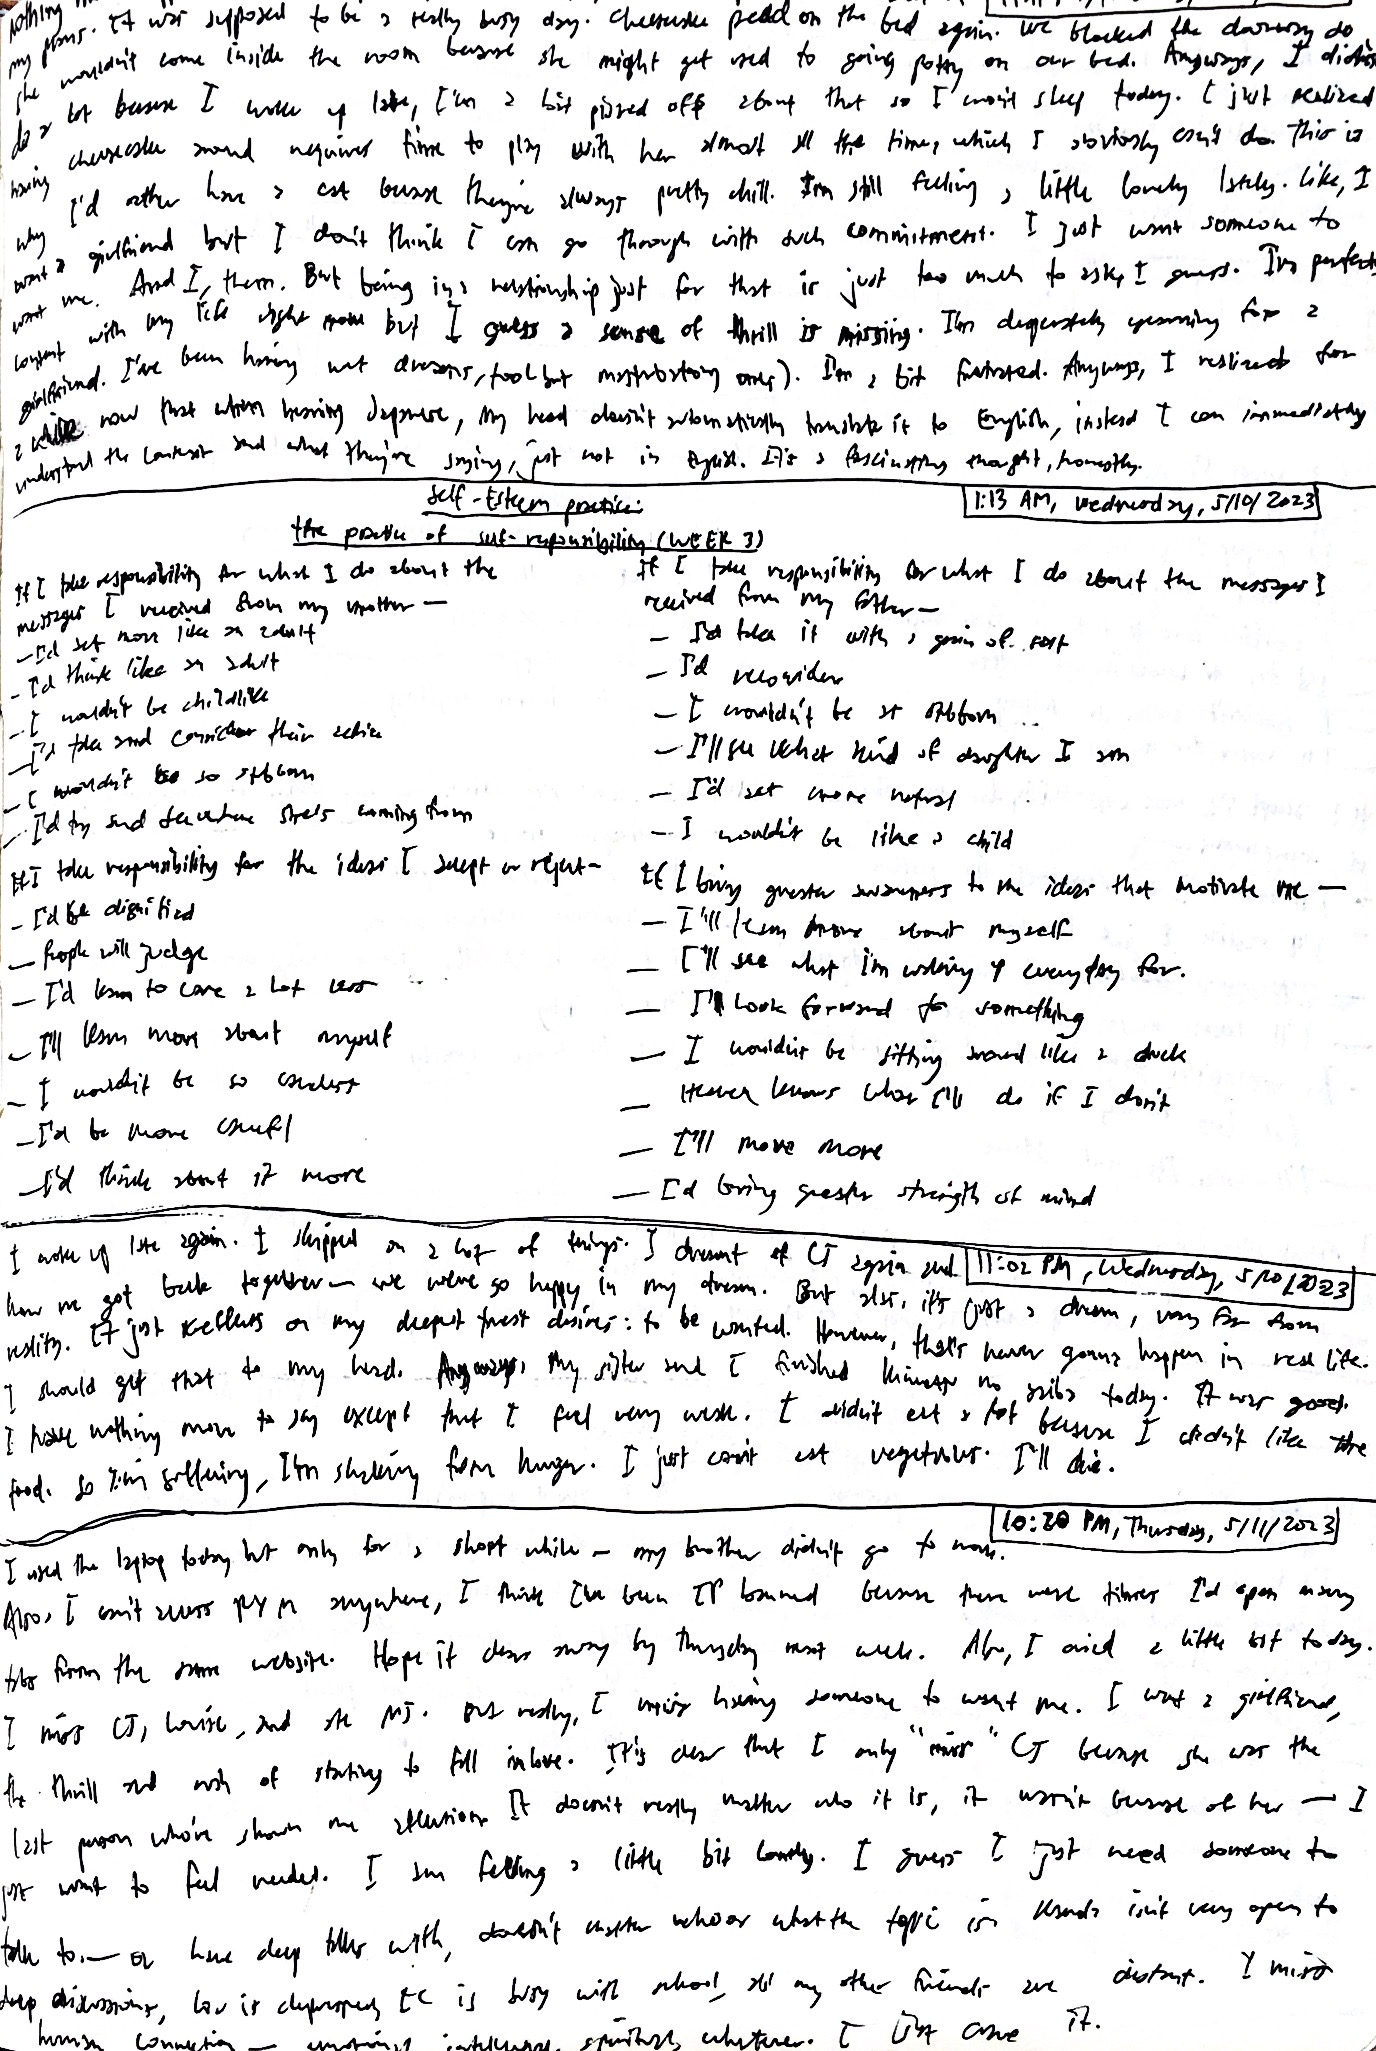 my plans. It was supposed to be a really busy day. Cheesecake peed on the bed again. We blocked the doorway so
she wouldn't come inside the room because she might get used to going potty on our bed. Anyways, I didn't
do a lot because I woke up late, I'm a bit pissed off about that so I won't sleep today. I just realized
having cheesecake around requires time to play with her almost all the time, which I obviously can't do. This is
why I'd rather have a cat because they're always pretty chill. I'm still feeling a little lonely lately. Like, I
want a girlfriend but I don't think I can go through with such commitment. I just want someone to
want me. And I, them. But being in a relationship just for that is just too much to ask, I guess. I'm perfectly
content with my life right now but I guess a sense of thrill is missing. I'm desperately yearning for a
girlfriend. I've been having wet dreams, too (but masturbating ones). I'm a bit frustrated. Anyways, I realized for
a while now that when hearing Japanese, my head doesn't automatically translate it to English, instead I can immediately
understand the context and what they're saying, just not in English. It's a fascinating thought, honestly.
Self-Esteem practice:
1:13 AM, Wednesday, 5/10/2023
the practice of self-responsibility (WEEK 3)
If I take responsibility for what I do about the
messages I received from my mother —
- I'd act more like an adult
- I'd think like an adult
- I wouldn't be childlike
- I'd take and consider their advice
- I wouldn't be so stbborn
- I'd try and see where she's coming from
If I take responsibility for the ideas I accept or reject-
- I'd be dignified
- People will judge
- I'd learn to care a lot less
- I'll learn more about myself
- I wouldn't be so careless
- I'd be more careful
- I'd think about it more
If I take responsibility for what I do about the messages I
received from my father —
- I'd take it with a grain of salt
- I'd reconsider
- I wouldn't be as stbborn
- I'll see what kind of daughter I am
- I'd act more mature
- I wouldn't be like a child
If I bring greater awareness to the ideas that motivate me —
- I'll learn more about myself
- I'll see what I'm waking up everyday for.
- I'll look forward to something
- I wouldn't be sitting around like a duck
- Heaven knows what I'll do if I don't
- I'll move more
- I'd bring greater strength of mind
I woke up late again. I skipped on a lot of things. I dreamt of CJ again and
11:02 PM, Wednesday, 5/10/2023
how we got back together — we were so happy in my dream. But also, it's just a dream, very far from
reality. It just reflects on my deepest desires: to be wanted. However, that's never gonna happen in real life.
I should get that to my head. Anyways, my sister and I finished Kimetsu no yaiba today. It was good.
I have nothing more to say except that I feel very weak. I didn't eat a lot because I didn't like the
food. So I'm suffering, I'm shaking from hunger. I just can't eat vegetables. I'll die.
10:20 PM, Thursday, 5/11/2023
I used the laptop today but only for a short while — my brother didn't go to work.
Also, I can't access anywhere, I think I've been IP banned because there were times I'd open many
tabs from the same website. Hope it clears away by Thursday next week. Also, I cried a little bit today.
I miss CJ, Louise, and ate MJ. But really, I miss having someone to want me. I want a girlfriend,
the thrill and rush of starting to fall in love. It's clear that I only "miss" CJ because she was the
last person who've shown me affection. It doesn't really matter who it is, it wasn't because of her — I
just want to feel needed. I am feeling a little bit lonely. I guess I just need someone to
talk to. — or have deep talks with, doesn't matter who or what the topic is. isn't very open to
deep discussions, is depressed, EC is busy with school, all my other friends are distant. I miss
human connection — emotional, intelligence, spiritual, whatever. I just crave it.